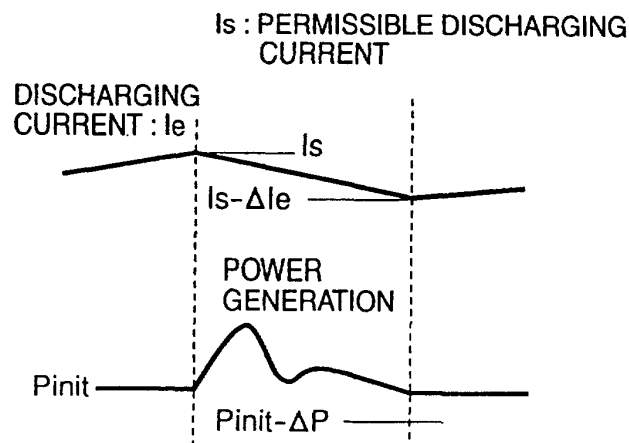 Is : PERMISSIBLE DISCHARGING
CURRENT
DISCHARGING
CURRENT : Ie
Is
Is-ΔIe
POWER
GENERATION
Pinit
Pinit-ΔP